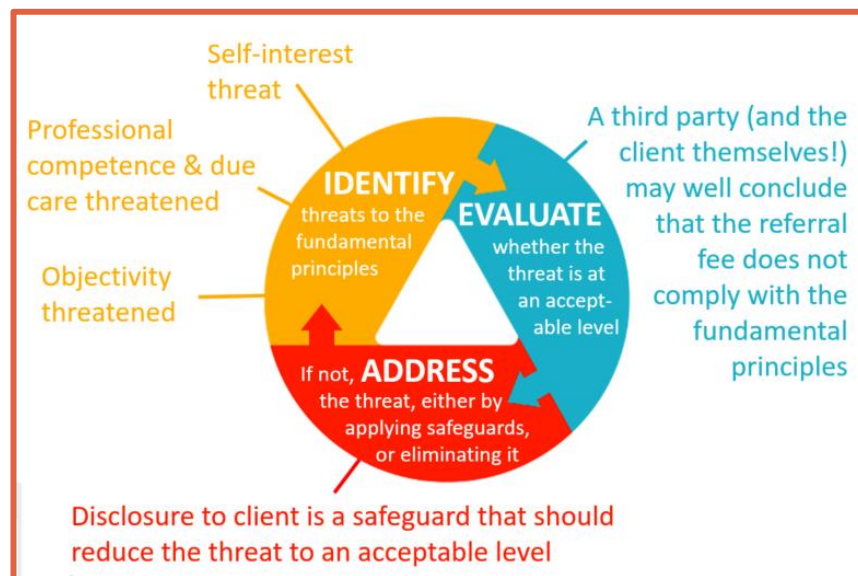 Self-interest
threat
Professional
competence & due
care threatened
Objectivity
threatened
IDENTIFY
threats to the
fundamental
principles
EVALUATE
whether the
threat is at
an accept-
able level
A third party (and the
client themselves!)
may well conclude
that the referral
fee does not
comply with the
fundamental
principles
If not, ADDRESS
the threat, either by
applying safeguards,
or eliminating it
Disclosure to client is a safeguard that should
reduce the threat to an acceptable level